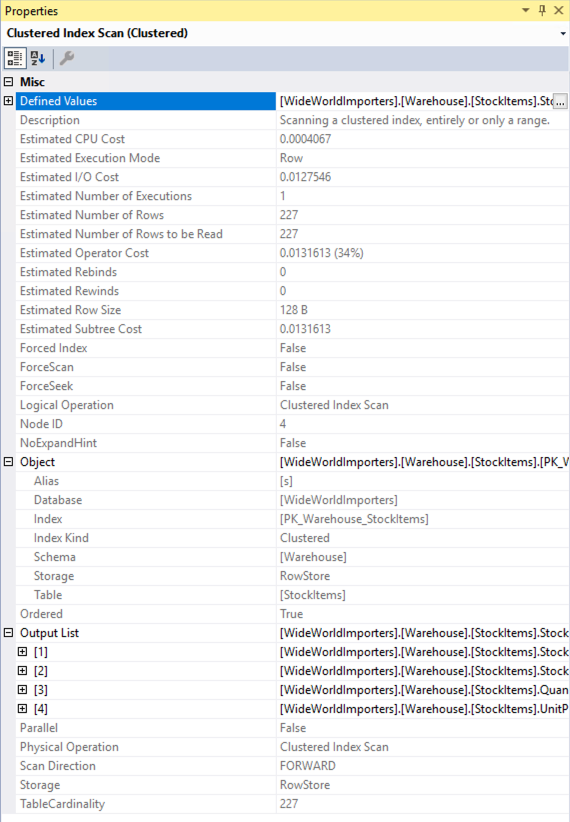 Properties
Clustered Index Scan (Clustered)
Misc
Defined Values [WideWorldImporters].[Warehouse].[StockItems].Sto ...
Description Scanning a clustered index, entirely or only a range.
Estimated CPU Cost 0.0004067
Estimated Execution Mode Row
Estimated I/O Cost 0.0127546
Estimated Number of Executions 1
Estimated Number of Rows 227
Estimated Number of Rows to be Read 227
Estimated Operator Cost 0.0131613 (34%)
Estimated Rebinds 0
Estimated Rewinds 0
Estimated Row Size 128 B
Estimated Subtree Cost 0.0131613
Forced Index False
ForceScan False
ForceSeek False
Logical Operation Clustered Index Scan
Node ID 4
NoExpandHint False
Object [WideWorldImporters].[Warehouse].[StockItems].[PK_W
Alias [s]
Database [WideWorldImporters]
Index [PK_Warehouse_StockItems]
Index Kind Clustered
Schema [Warehouse]
Storage RowStore
Table [StockItems]
Ordered True
Output List [WideWorldImporters].[Warehouse].[StockItems].Stock
[1] [WideWorldImporters].[Warehouse].[StockItems].Stock
[2] [WideWorldImporters].[Warehouse].[StockItems].Stock
[3] [WideWorldImporters].[Warehouse].[StockItems].Quan
[4] [WideWorldImporters].[Warehouse].[StockItems].UnitP
Parallel False
Physical Operation Clustered Index Scan
Scan Direction FORWARD
Storage RowStore
TableCardinality 227